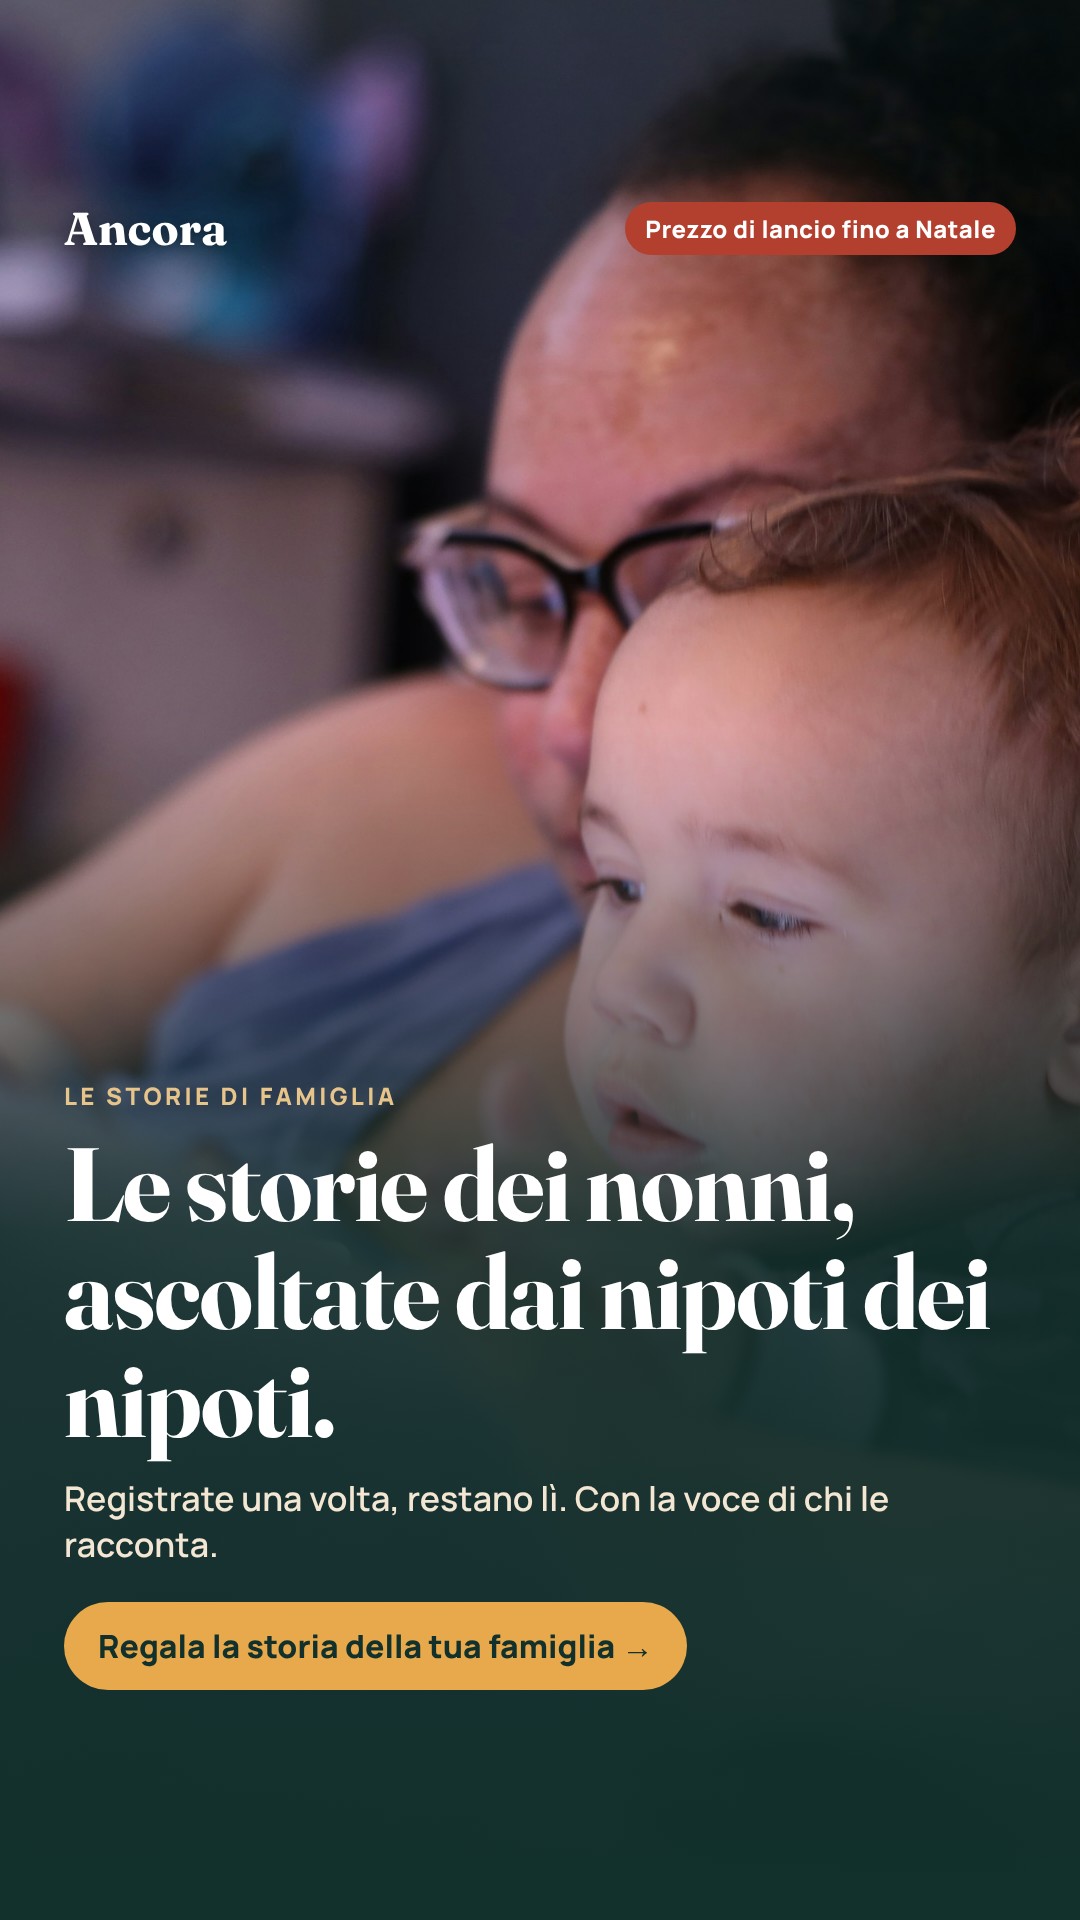 Ancora
Prezzo di lancio fino a Natale
LE STORIE DI FAMIGLIA
Le storie dei nonni,
ascoltate dai nipoti dei
nipoti.
Registrate una volta, restano lì. Con la voce di chi le
racconta.
Regala la storia della tua famiglia →